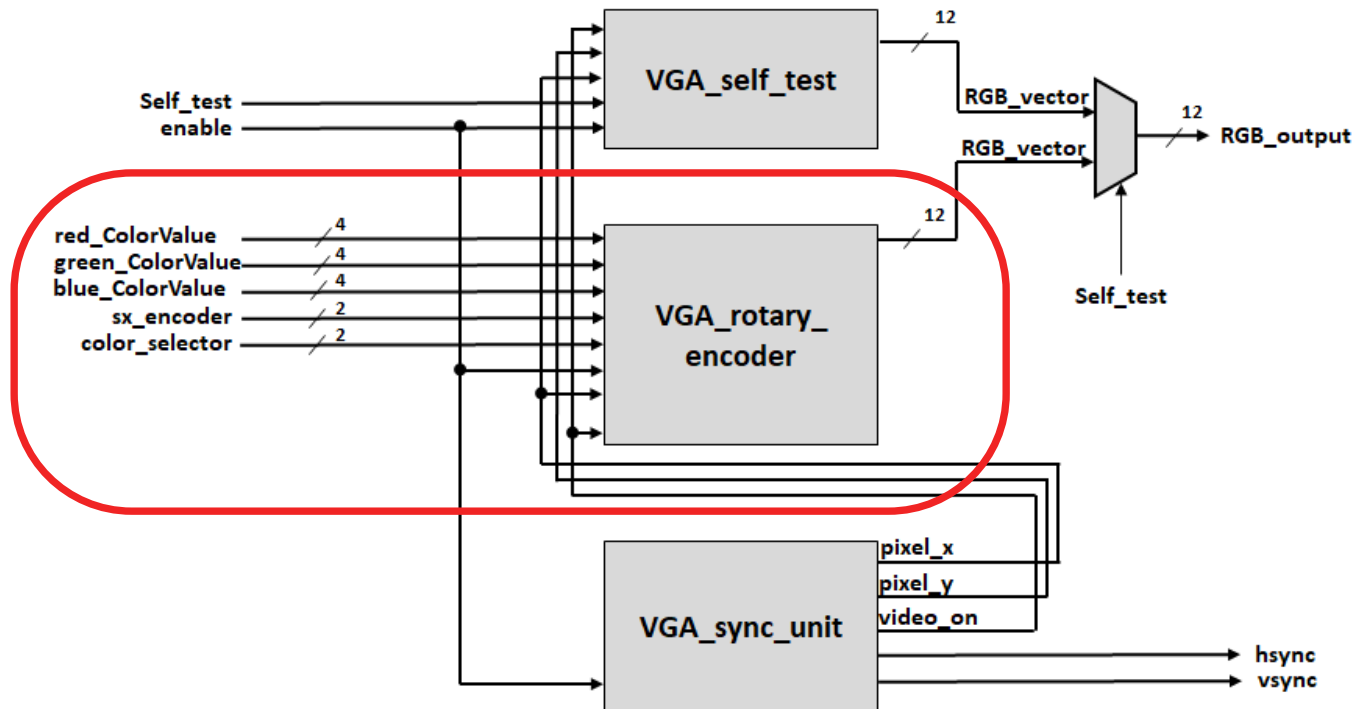 12
VGA_self_test
Self_test
enable
RGB_vector
12
RGB_output
RGB_vector
12
red_ColorValue
4
green_ColorValue
4
blue_ColorValue
4
sx_encoder
2
color_selector
2
VGA_rotary_
encoder
Self_test
pixel_x
pixel_y
video_on
VGA_sync_unit
hsync
vsync